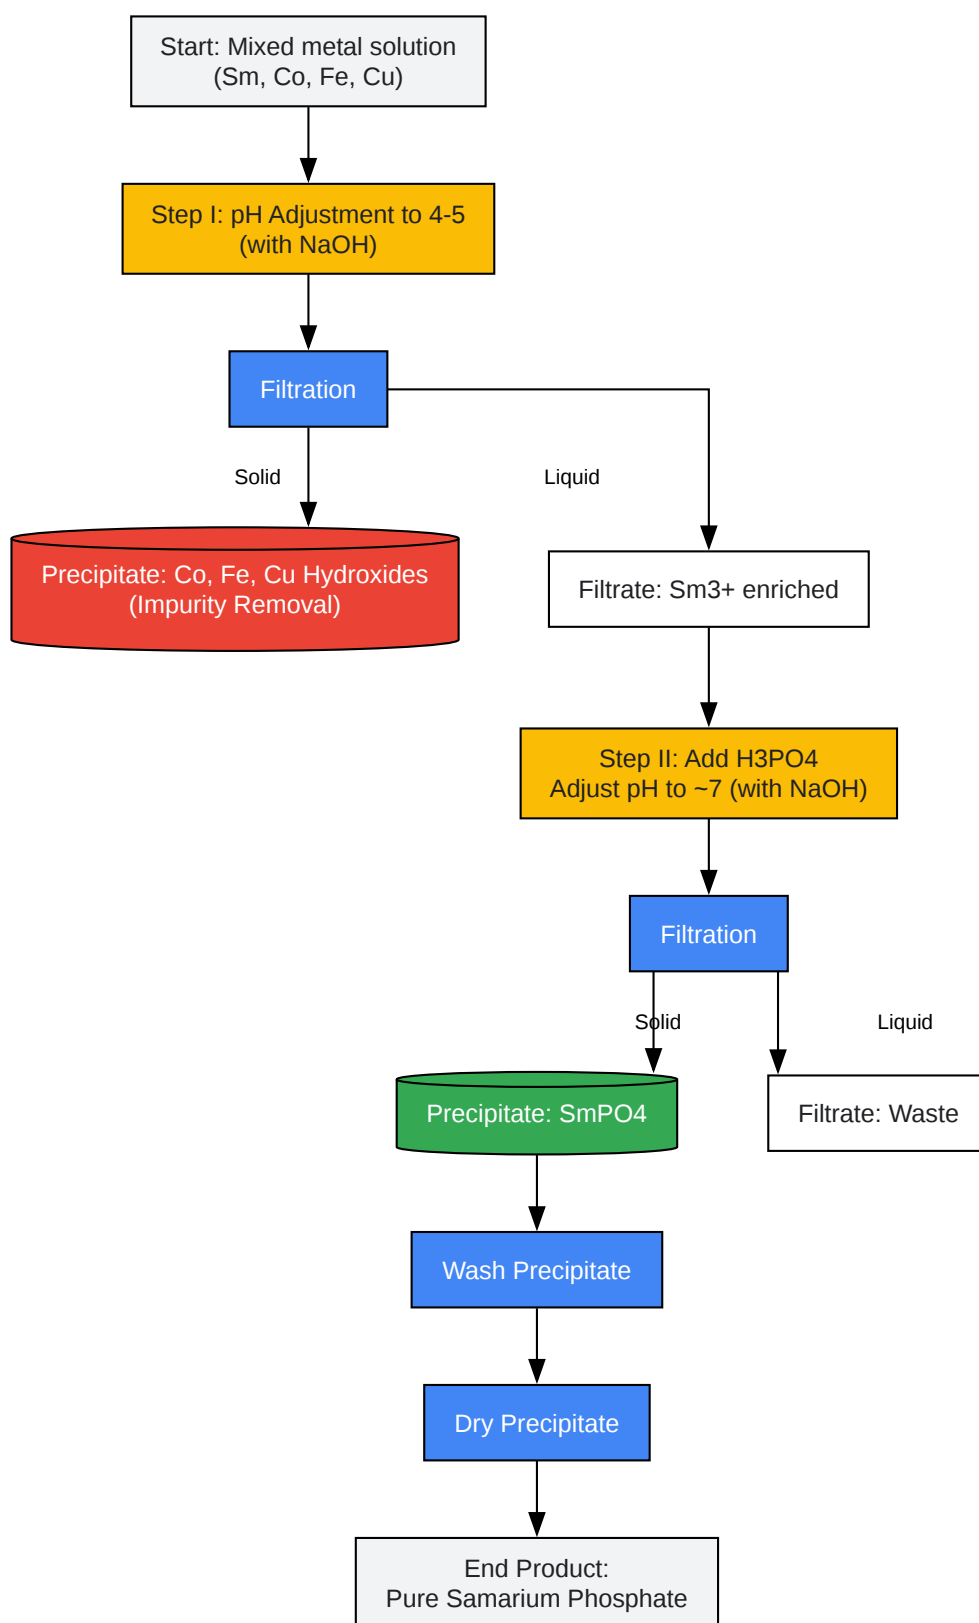 Start: Mixed metal solution
(Sm, Co, Fe, Cu)
Step I: pH Adjustment to 4-5
(with NaOH)
Filtration
Solid
Liquid
Precipitate: Co, Fe, Cu Hydroxides
(Impurity Removal)
Filtrate: Sm3+ enriched
Step II: Add H3PO4
Adjust pH to ~7 (with NaOH)
Filtration
Solid
Liquid
Precipitate: SmPO4
Filtrate: Waste
Wash Precipitate
Dry Precipitate
End Product:
Pure Samarium Phosphate